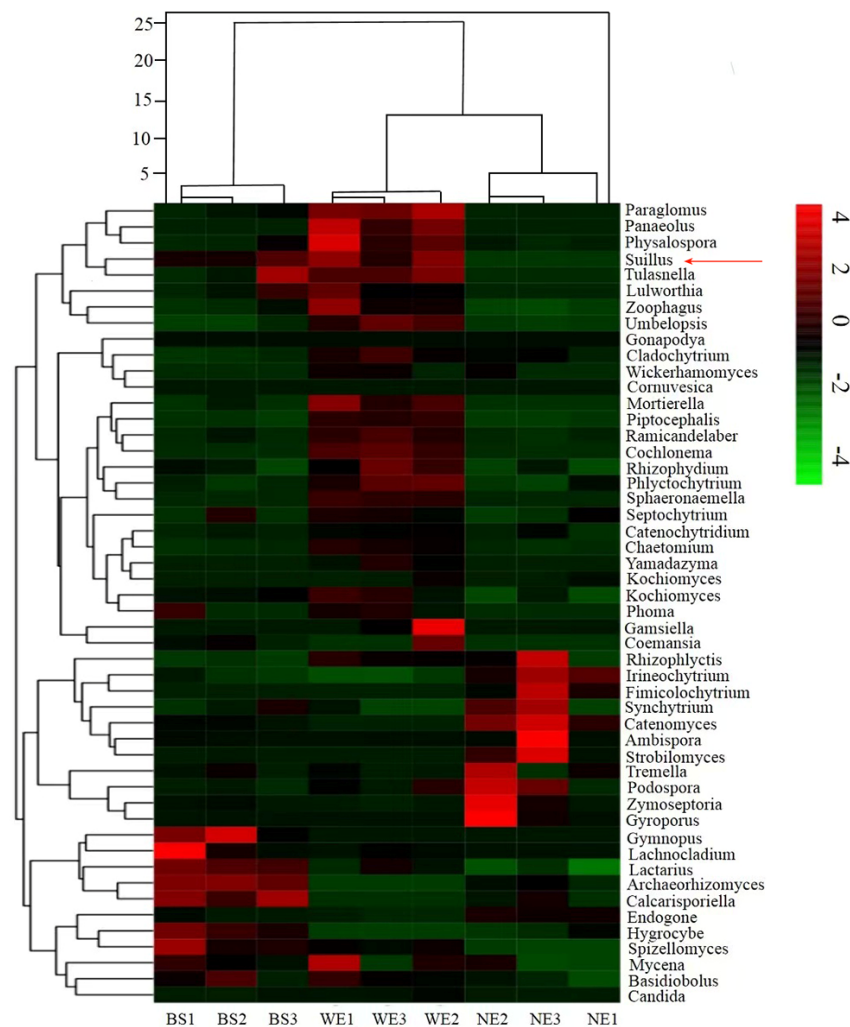 25
20
15
10
5
Paraglomus
Panaeolus
Physalospora
Suillus
Tulasnella
Lulworthia
Zoophagus
Umbelopsis
Gonapodya
Cladochytrium
Wickerhamomyces
Cornuvesica
Mortierella
Piptocephalis
Ramicandelaber
Cochlonema
Rhizophydium
Phlyctochytrium
Sphaeronaemella
Septochytrium
Catenochytridium
Chaetomium
Yamadazyma
Kochiomyces
Kochiomyces
Phoma
Gamsiella
Coemansia
Rhizophlyctis
Irineochytrium
Fimicolochytrium
Synchytrium
Catenomyces
Ambispora
Strobilomyces
Tremella
Podospora
Zymoseptoria
Gyroporus
Gymnopus
Lachnocladium
Lactarius
Archaeorhizomyces
Calcarisporiella
Endogone
Hygrocybe
Spizellomyces
Mycena
Basidiobolus
Candida
BS1 BS2 BS3 WE1 WE3 WE2 NE2 NE3 NE1
4
2
0
-2
-4